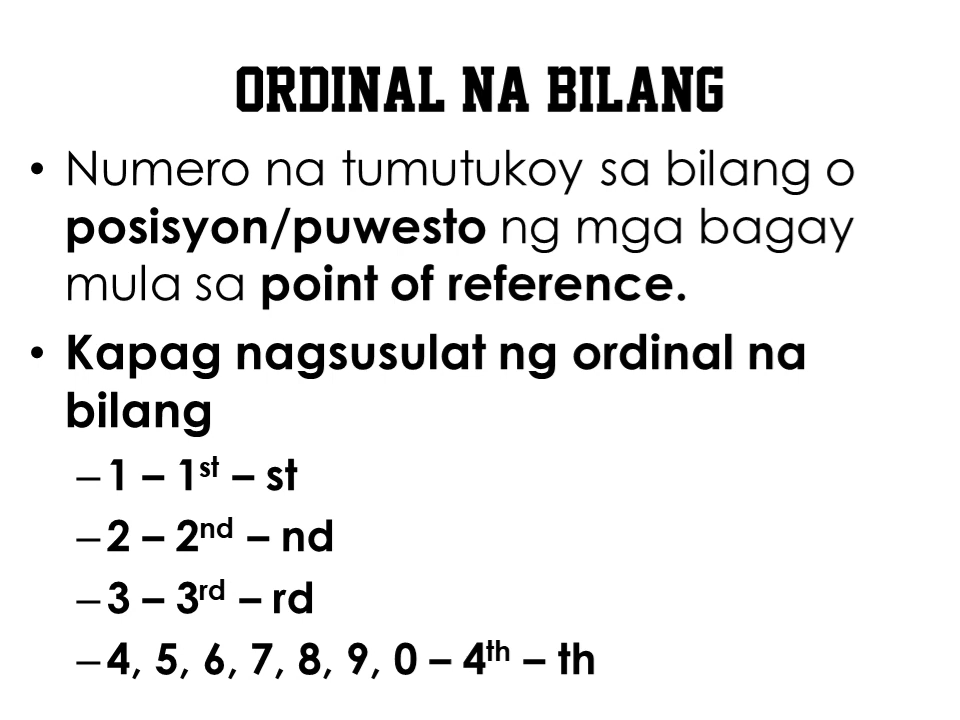 ORDINAL NA BILANG
• Numero na tumutukoy sa bilang o
posisyon/puwesto ng mga bagay
mula sa point of reference.
• Kapag nagsusulat ng ordinal na
bilang
– 1 – 1st – st
– 2 – 2nd – nd
– 3 – 3rd – rd
– 4, 5, 6, 7, 8, 9, 0 – 4th – th